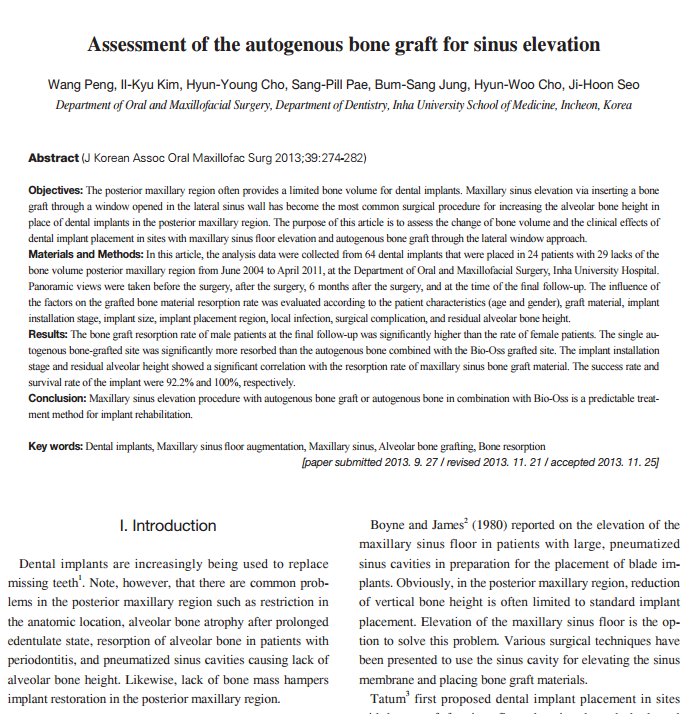 Assessment of the autogenous bone graft for sinus elevation
Wang Peng, Il-Kyu Kim, Hyun-Young Cho, Sang-Pill Pae, Bum-Sang Jung, Hyun-Woo Cho, Ji-Hoon Seo
Department of Oral and Maxillofacial Surgery, Department of Dentistry, Inha University School of Medicine, Incheon, Korea
Abstract (J Korean Assoc Oral Maxillofac Surg 2013;39:274-282)
Objectives: The posterior maxillary region often provides a limited bone volume for dental implants. Maxillary sinus elevation via inserting a bone
graft through a window opened in the lateral sinus wall has become the most common surgical procedure for increasing the alveolar bone height in
place of dental implants in the posterior maxillary region. The purpose of this article is to assess the change of bone volume and the clinical effects of
dental implant placement in sites with maxillary sinus floor elevation and autogenous bone graft through the lateral window approach.
Materials and Methods: In this article, the analysis data were collected from 64 dental implants that were placed in 24 patients with 29 lacks of the
bone volume posterior maxillary region from June 2004 to April 2011, at the Department of Oral and Maxillofacial Surgery, Inha University Hospital.
Panoramic views were taken before the surgery, after the surgery, 6 months after the surgery, and at the time of the final follow-up. The influence of
the factors on the grafted bone material resorption rate was evaluated according to the patient characteristics (age and gender), graft material, implant
installation stage, implant size, implant placement region, local infection, surgical complication, and residual alveolar bone height.
Results: The bone graft resorption rate of male patients at the final follow-up was significantly higher than the rate of female patients. The single au-
togenous bone-grafted site was significantly more resorbed than the autogenous bone combined with the Bio-Oss grafted site. The implant installation
stage and residual alveolar height showed a significant correlation with the resorption rate of maxillary sinus bone graft material. The success rate and
survival rate of the implant were 92.2% and 100%, respectively.
Conclusion: Maxillary sinus elevation procedure with autogenous bone graft or autogenous bone in combination with Bio-Oss is a predictable treat-
ment method for implant rehabilitation.
Key words: Dental implants, Maxillary sinus floor augmentation, Maxillary sinus, Alveolar bone grafting, Bone resorption
[paper submitted 2013. 9. 27 / revised 2013. 11. 21 / accepted 2013. 11. 25]
I. Introduction
Dental implants are increasingly being used to replace
missing teeth1. Note, however, that there are common prob-
lems in the posterior maxillary region such as restriction in
the anatomic location, alveolar bone atrophy after prolonged
edentulate state, resorption of alveolar bone in patients with
periodontitis, and pneumatized sinus cavities causing lack of
alveolar bone height. Likewise, lack of bone mass hampers
implant restoration in the posterior maxillary region.
Boyne and James2 (1980) reported on the elevation of the
maxillary sinus floor in patients with large, pneumatized
sinus cavities in preparation for the placement of blade im-
plants. Obviously, in the posterior maxillary region, reduction
of vertical bone height is often limited to standard implant
placement. Elevation of the maxillary sinus floor is the op-
tion to solve this problem. Various surgical techniques have
been presented to use the sinus cavity for elevating the sinus
membrane and placing bone graft materials.
Tatum3 first proposed dental implant placement in sites